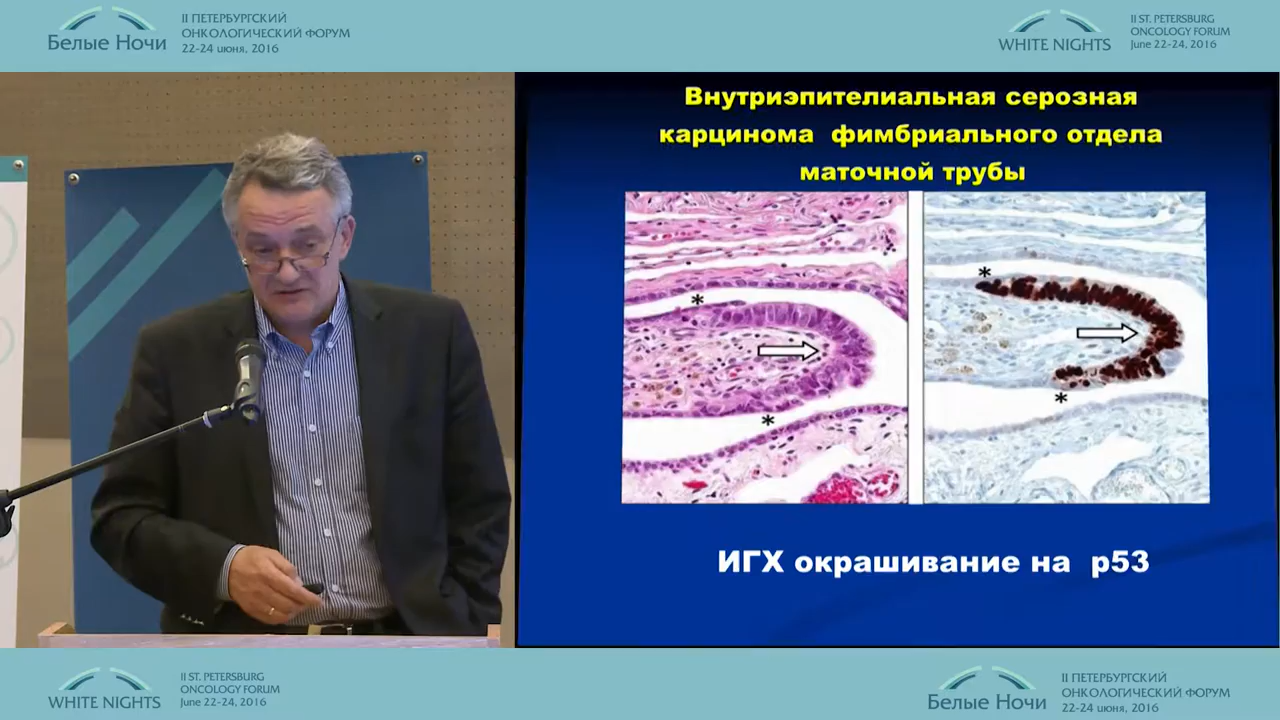 Белые Ночи
II ПЕТЕРБУРГСКИЙ
ОНКОЛОГИЧЕСКИЙ ФОРУМ
22-24 июня, 2016
WHITE NIGHTS
II ST. PETERSBURG
ONCOLOGY FORUM
June 22-24, 2016
Внутриэпителиальная серозная
карцинома фимбриального отдела
маточной трубы
*
*
*
*
ИГХ окрашивание на p53
WHITE NIGHTS
II ST. PETERSBURG
ONCOLOGY FORUM
June 22-24, 2016
Белые Ночи
II ПЕТЕРБУРГСКИЙ
ОНКОЛОГИЧЕСКИЙ ФОРУМ
22-24 июня, 2016